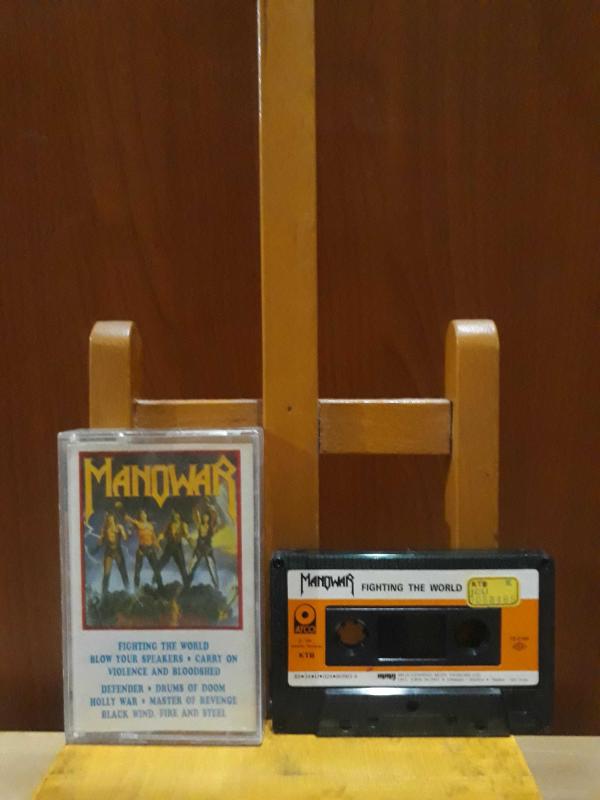 MANOWAR
FIGHTING THE WORLD
BLOW YOUR SPEAKERS • CARRY ON
VIOLENCE AND BLOODSHED
DEFENDER • DRUMS OF DOOM
HOLLY WAR • MASTER OF REVENGE
BLACK WIND, FIRE AND STEEL
MANOWAR FIGHTING THE WORLD
KTB
ATCO
KTB